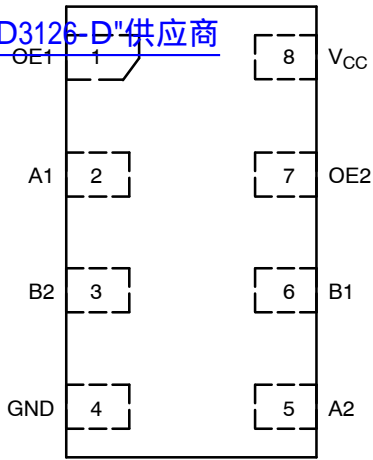 D3126-D"供应商
OE1 1 8 VCC
A1 2 7 OE2
B2 3 6 B1
GND 4 5 A2